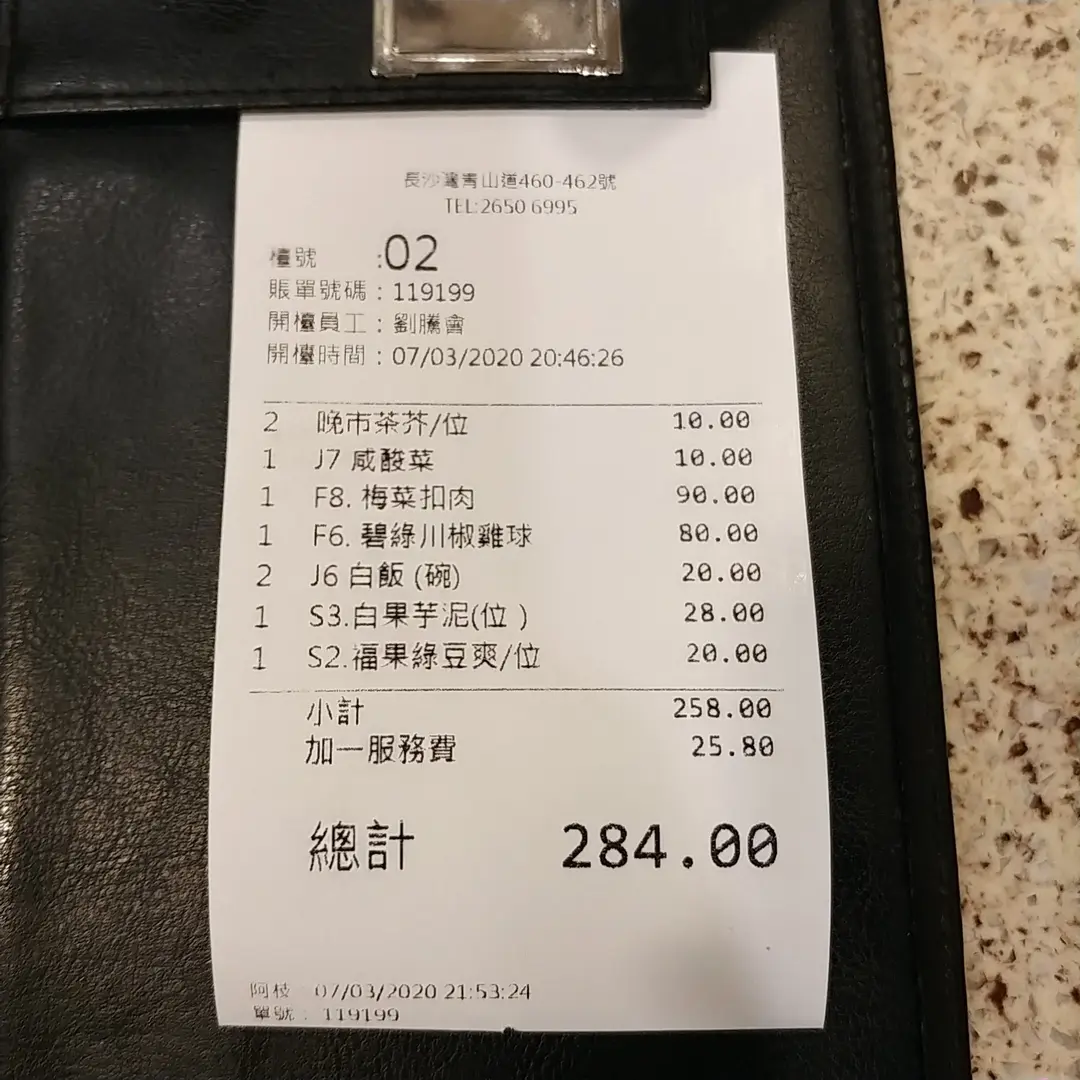 長沙灣青山道460-462號
TEL:2650 6995
檯號 :02
賬單號碼：119199
開檯員工：劉騰會
開檯時間：07/03/2020 20:46:26
2 晚市茶芥/位 10.00
1 J7 咸酸菜 10.00
1 F8. 梅菜扣肉 90.00
1 F6. 碧綠川椒雞球 80.00
2 J6 白飯 (碗) 20.00
1 S3.白果芋泥(位 ) 28.00
1 S2.福果綠豆爽/位 20.00
小計 258.00
加一服務費 25.80
總計 284.00
阿枝 07/03/2020 21:53:24
單號：119199